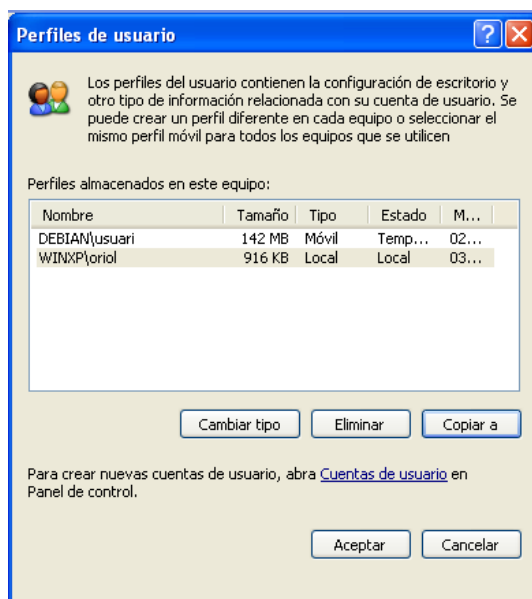 Perfiles de usuario
Los perfiles del usuario contienen la configuración de escritorio y
otro tipo de información relacionada con su cuenta de usuario. Se
puede crear un perfil diferente en cada equipo o seleccionar el
mismo perfil móvil para todos los equipos que se utilicen
Perfiles almacenados en este equipo:
Nombre Tamaño Tipo Estado M...
DEBIAN\usuari 142 MB Móvil Temp... 02...
WINXP\oriol 916 KB Local Local 03...
Cambiar tipo Eliminar Copiar a
Para crear nuevas cuentas de usuario, abra Cuentas de usuario en
Panel de control.
Aceptar Cancelar